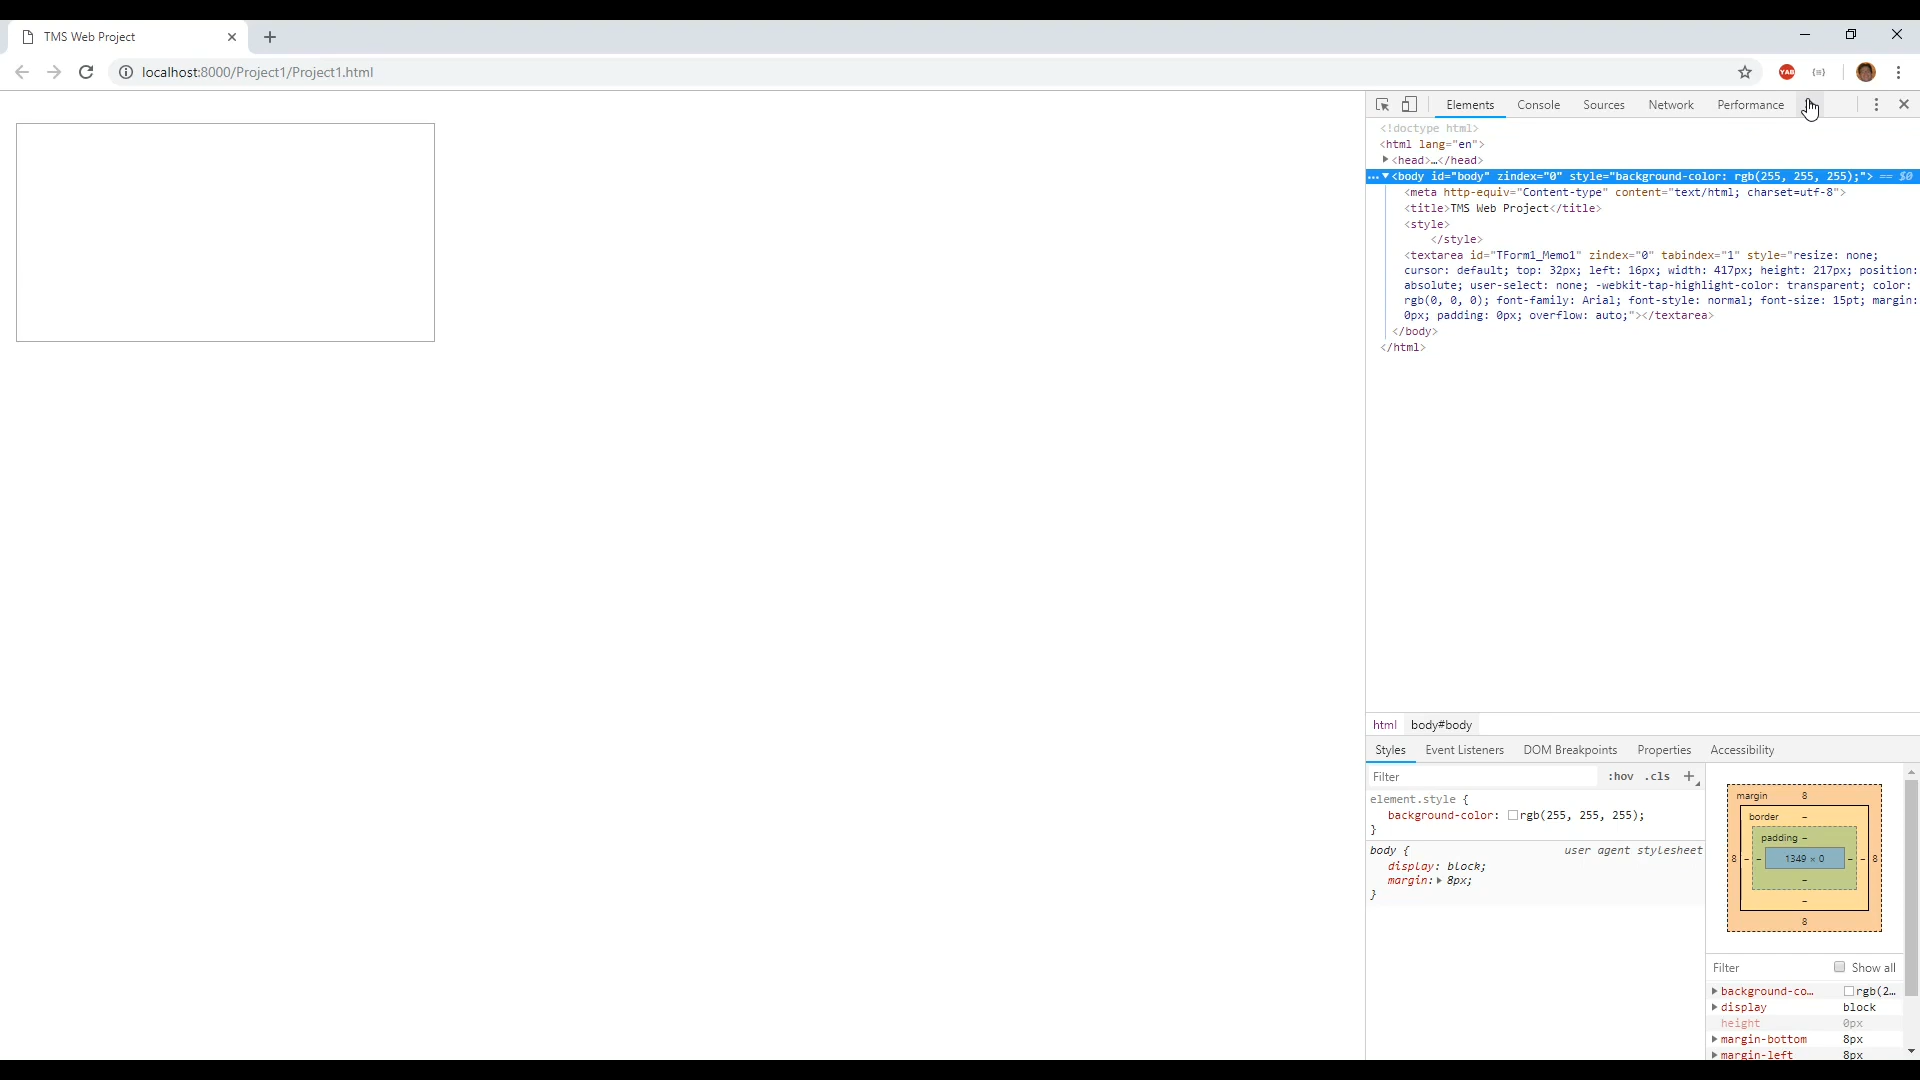 TMS Web Project
localhost:8000/Project1/Project1.html
YAB
Elements Console Sources Network Performance
<!doctype html>
<html lang="en">
<head>…</head>
<body id="body" zindex="0" style="background-color: rgb(255, 255, 255);"> == $0
<meta http-equiv="Content-type" content="text/html; charset=utf-8">
<title>TMS Web Project</title>
<style>
</style>
<textarea id="TForm1_Memo1" zindex="0" tabindex="1" style="resize: none;
cursor: default; top: 32px; left: 16px; width: 417px; height: 217px; position:
absolute; user-select: none; -webkit-tap-highlight-color: transparent; color:
rgb(0, 0, 0); font-family: Arial; font-style: normal; font-size: 15pt; margin:
0px; padding: 0px; overflow: auto;"></textarea>
</body>
</html>
html body#body
Styles Event Listeners DOM Breakpoints Properties Accessibility
Filter :hov .cls +
element.style {
background-color: rgb(255, 255, 255);
}
body { user agent stylesheet
display: block;
margin: 8px;
}
margin 8
border -
padding -
8 - - 1349 × 0 - - 8
-
-
8
Filter Show all
background-co… rgb(2…
display block
height 0px
margin-bottom 8px
margin-left 8px